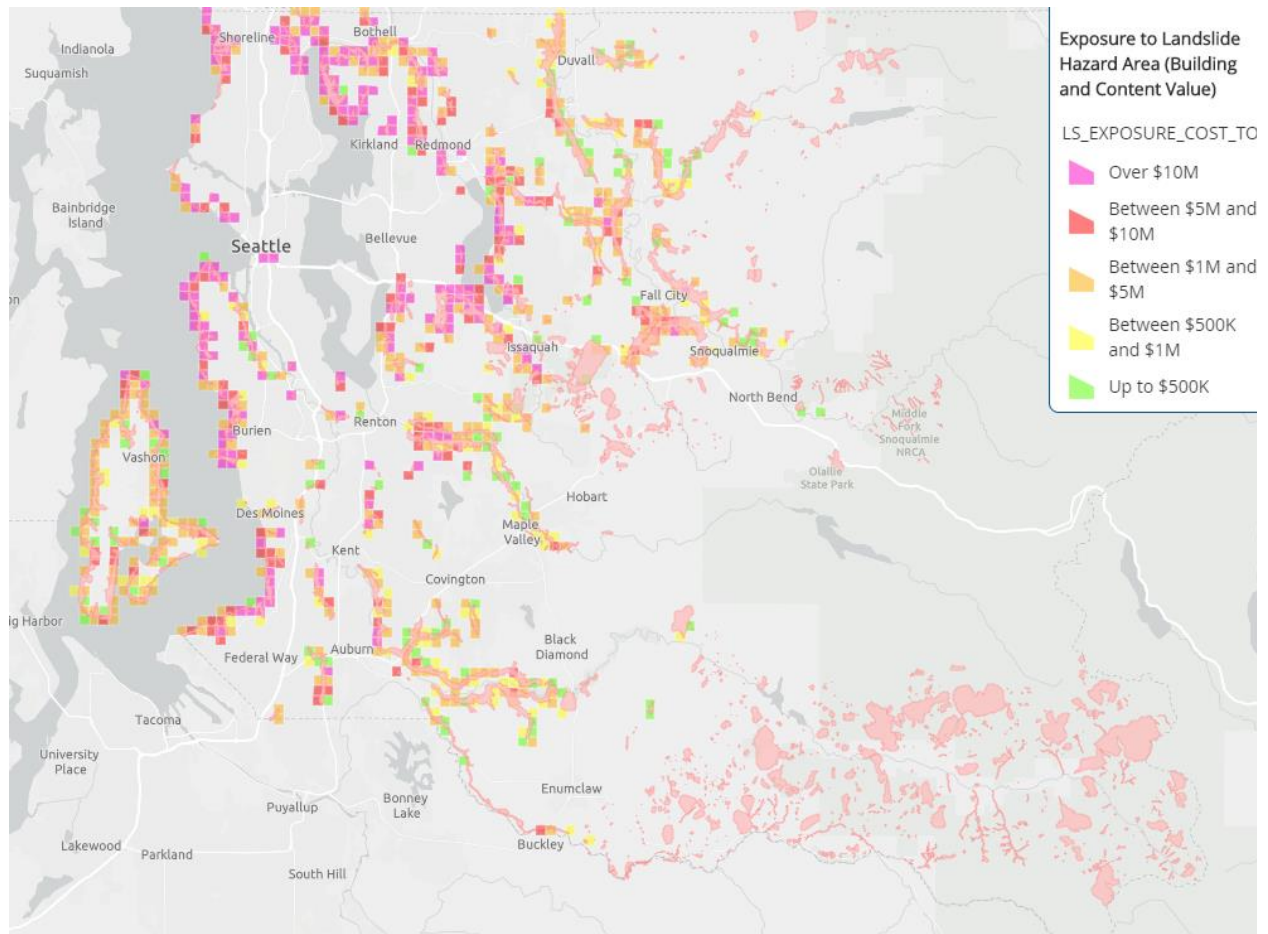 Indianola
Suquamish
Shoreline
Bothell
Duvall
Kirkland
Redmond
Bainbridge
Island
Seattle
Bellevue
on
Fall City
Issaquah
Snoqualmie
North Bend
Middle
Fork
Snoqualmie
NRCA
Renton
Burien
Vashon
Olallie
State Park
Hobart
Des Moines
Maple
Valley
Kent
Covington
ig Harbor
Black
Diamond
Federal Way
Auburn
Tacoma
University
Place
Enumclaw
Puyallup
Bonney
Lake
Buckley
Lakewood
Parkland
South Hill
Exposure to Landslide
Hazard Area (Building
and Content Value)
LS_EXPOSURE_COST_TO
Over $10M
Between $5M and
$10M
Between $1M and
$5M
Between $500K
and $1M
Up to $500K